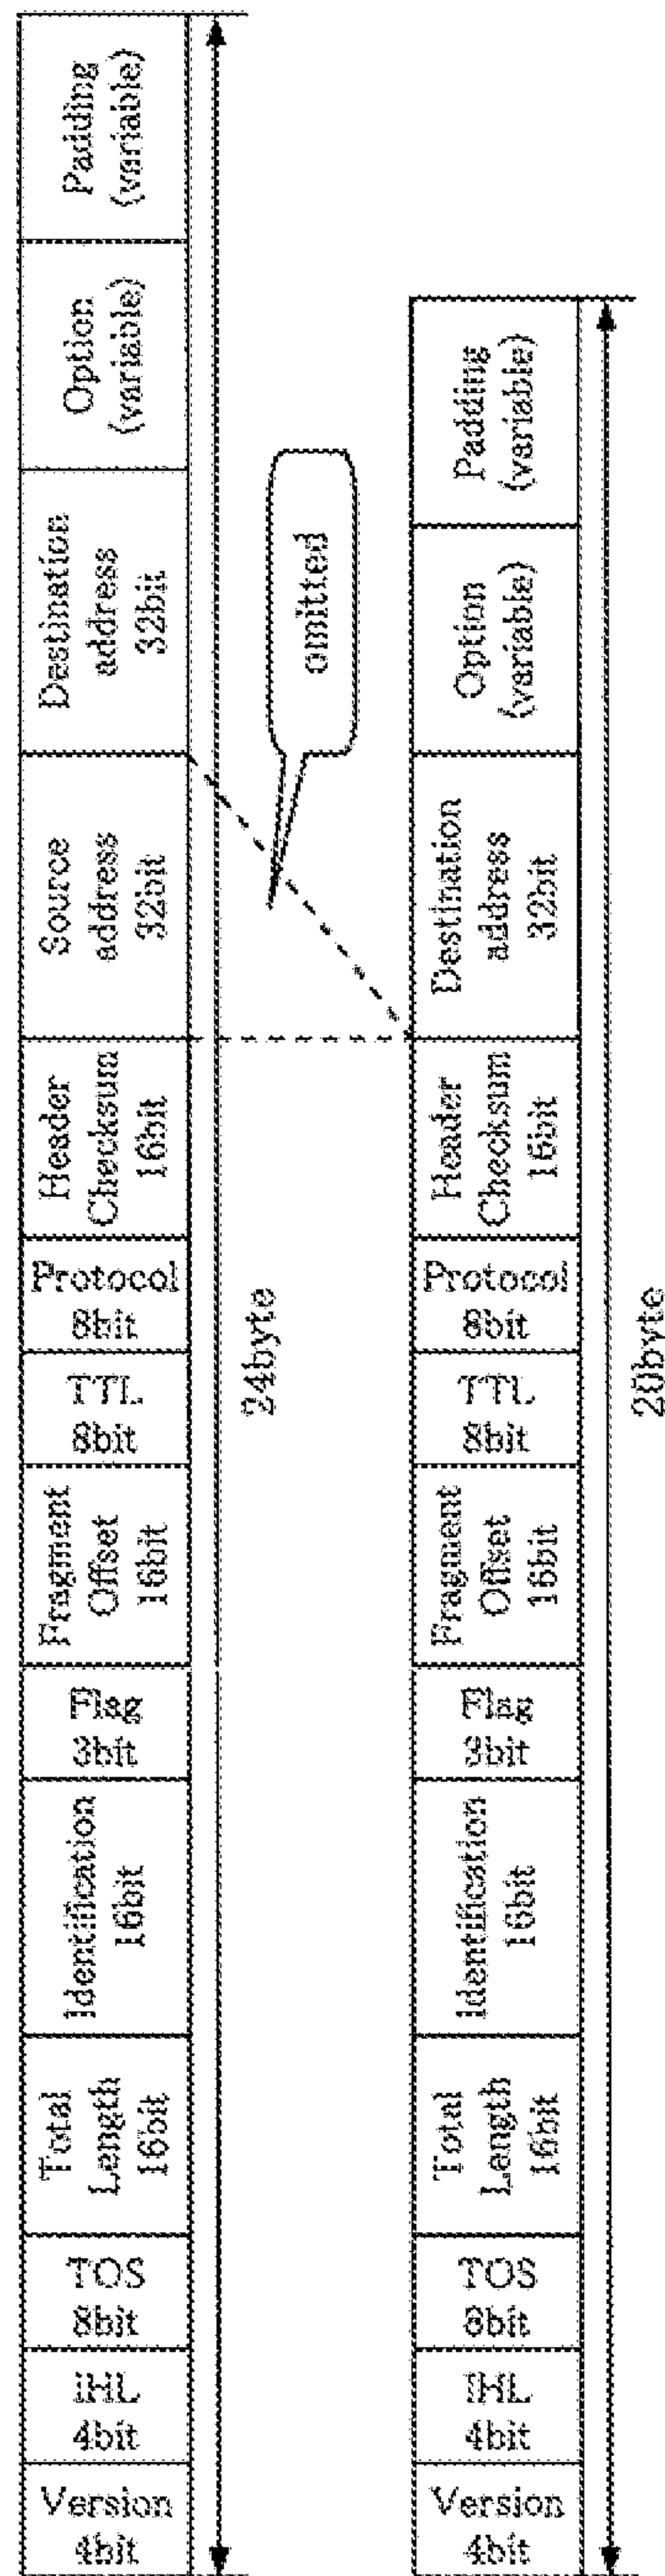 Version
4bit
IHL
4bit
TOS
8bit
Total
Length
16bit
Identification
16bit
Flag
3bit
Fragment
Offset
16bit
TTL
8bit
Protocol
8bit
Header
Checksum
16bit
Source
address
32bit
Destination
address
32bit
Option
(variable)
Padding
(variable)
24byte
omitted
Version
4bit
IHL
4bit
TOS
8bit
Total
Length
16bit
Identification
16bit
Flag
3bit
Fragment
Offset
16bit
TTL
8bit
Protocol
8bit
Header
Checksum
16bit
Destination
address
32bit
Option
(variable)
Padding
(variable)
20byte